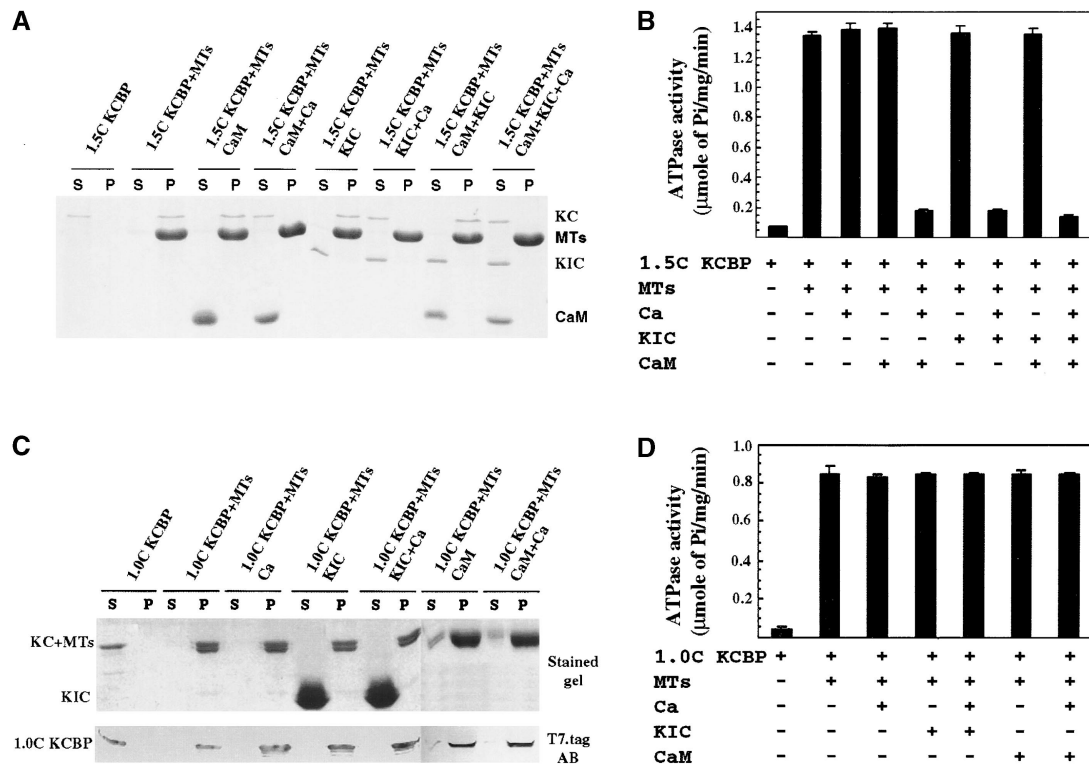 A
1.5C KCBP
1.5C KCBP+MTs
1.5C KCBP+MTs
CaM
1.5C KCBP+MTs
CaM+Ca
1.5C KCBP+MTs
KIC
1.5C KCBP+MTs
KIC+Ca
1.5C KCBP+MTs
CaM+KIC
1.5C KCBP+MTs
CaM+KIC+Ca
S P S P S P S P S P S P S P S P
KC
MTs
KIC
CaM
B
ATPase activity
(μmole of Pi/mg/min)
1.4
1.2
1.0
0.8
0.6
0.4
0.2
1.5C KCBP + + + + + + + + +
MTs - + + + + + + + +
Ca - - + - + - + - +
KIC - - - - - + + + +
CaM - - - + + - - + +
C
1.0C KCBP
1.0C KCBP+MTs
1.0C KCBP+MTs
Ca
1.0C KCBP+MTs
KIC
1.0C KCBP+MTs
KIC+Ca
1.0C KCBP+MTs
CaM
1.0C KCBP+MTs
CaM+Ca
S P S P S P S P S P S P S P
KC+MTs
KIC
Stained
gel
1.0C KCBP
T7.tag
AB
D
ATPase activity
(μmole of Pi/mg/min)
1.0
0.8
0.6
0.4
0.2
1.0C KCBP + + + + + + +
MTs - + + + + + +
Ca - - + - + - +
KIC - - - + + - -
CaM - - - - - + +